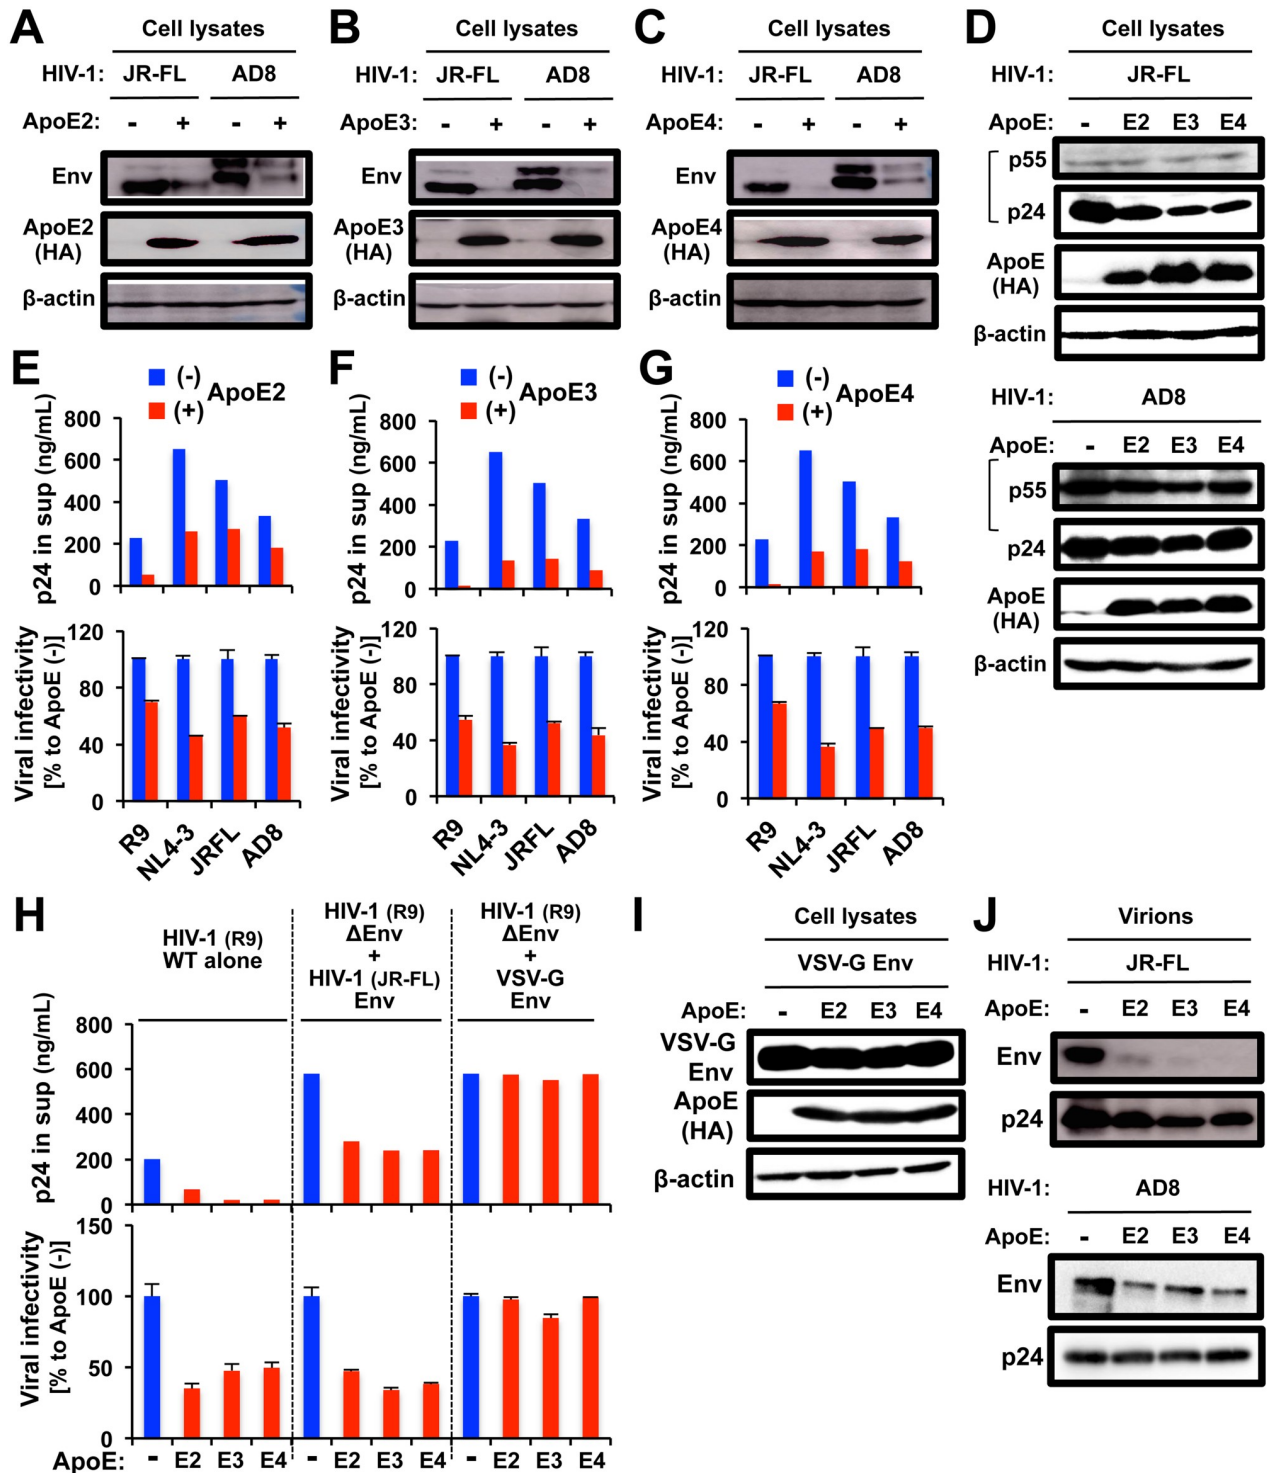 A
Cell lysates
HIV-1: JR-FL AD8
ApoE2: - + - +
Env
ApoE2
(HA)
β-actin
B
Cell lysates
HIV-1: JR-FL AD8
ApoE3: - + - +
Env
ApoE3
(HA)
β-actin
C
Cell lysates
HIV-1: JR-FL AD8
ApoE4: - + - +
Env
ApoE4
(HA)
β-actin
D
Cell lysates
HIV-1: JR-FL
ApoE: - E2 E3 E4
p55
p24
ApoE
(HA)
β-actin
HIV-1: AD8
ApoE: - E2 E3 E4
p55
p24
ApoE
(HA)
β-actin
E
(-)
(+)
ApoE2
p24 in sup (ng/mL)
800
600
400
200
0
Viral infectivity
[% to ApoE (-)]
120
80
40
0
R9
NL4-3
JRFL
AD8
F
(-)
(+)
ApoE3
p24 in sup (ng/mL)
800
600
400
200
0
Viral infectivity
[% to ApoE (-)]
120
80
40
0
R9
NL4-3
JRFL
AD8
G
(-)
(+)
ApoE4
p24 in sup (ng/mL)
800
600
400
200
0
Viral infectivity
[% to ApoE (-)]
120
80
40
0
R9
NL4-3
JRFL
AD8
H
HIV-1 (R9)
WT alone
HIV-1 (R9)
ΔEnv
+
HIV-1 (JR-FL)
Env
HIV-1 (R9)
ΔEnv
+
VSV-G
Env
p24 in sup (ng/mL)
800
600
400
200
0
Viral infectivity
[% to ApoE (-)]
150
100
50
0
ApoE: - E2 E3 E4 - E2 E3 E4 - E2 E3 E4
I
Cell lysates
VSV-G Env
ApoE: - E2 E3 E4
VSV-G
Env
ApoE
(HA)
β-actin
J
Virions
HIV-1: JR-FL
ApoE: - E2 E3 E4
Env
p24
HIV-1: AD8
ApoE: - E2 E3 E4
Env
p24